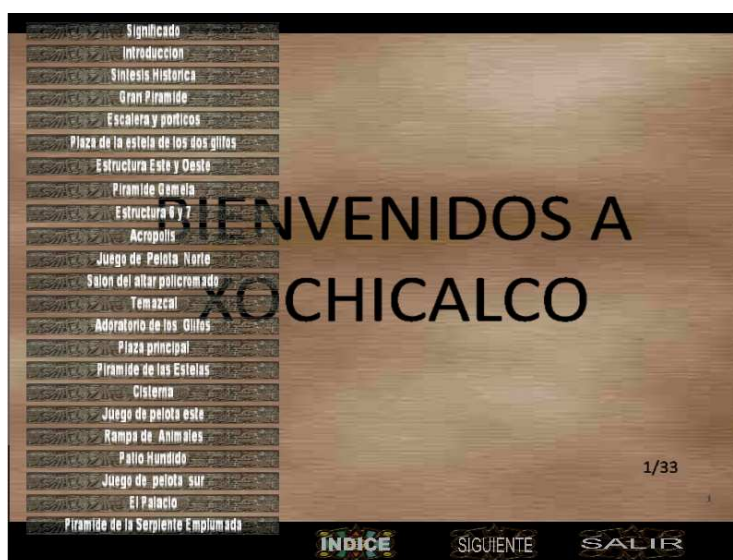 Significado
Introduccion
Sintesis Historica
Gran Piramide
Escalera y porticos
Plaza de la estela de los dos glifos
Estructura Este y Oeste
Piramide Gemela
Estructura 6 y 7
Acropolis
Juego de Pelota Norte
Salon del altar policromado
Temazcal
Adoratorio de los Glifos
Plaza principal
Piramide de las Estelas
Cisterna
Juego de pelota este
Rampa de Animales
Patio Hundido
Juego de pelota sur
El Palacio
Piramide de la Serpiente Emplumada
BIENVENIDOS A
XOCHICALCO
1/33
1
INDICE
SIGUIENTE
SALIR